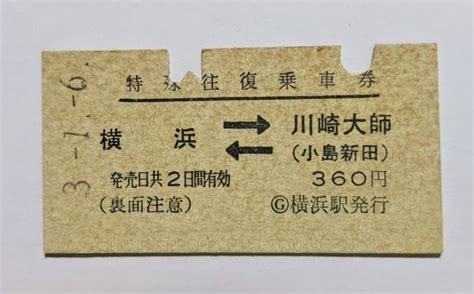 特殊往復乗車券
横浜 ⇄ 川崎大師
(小島新田)
発売日共2日間有効 360円
(裏面注意) Ⓖ横浜駅発行
3.-1.-6.